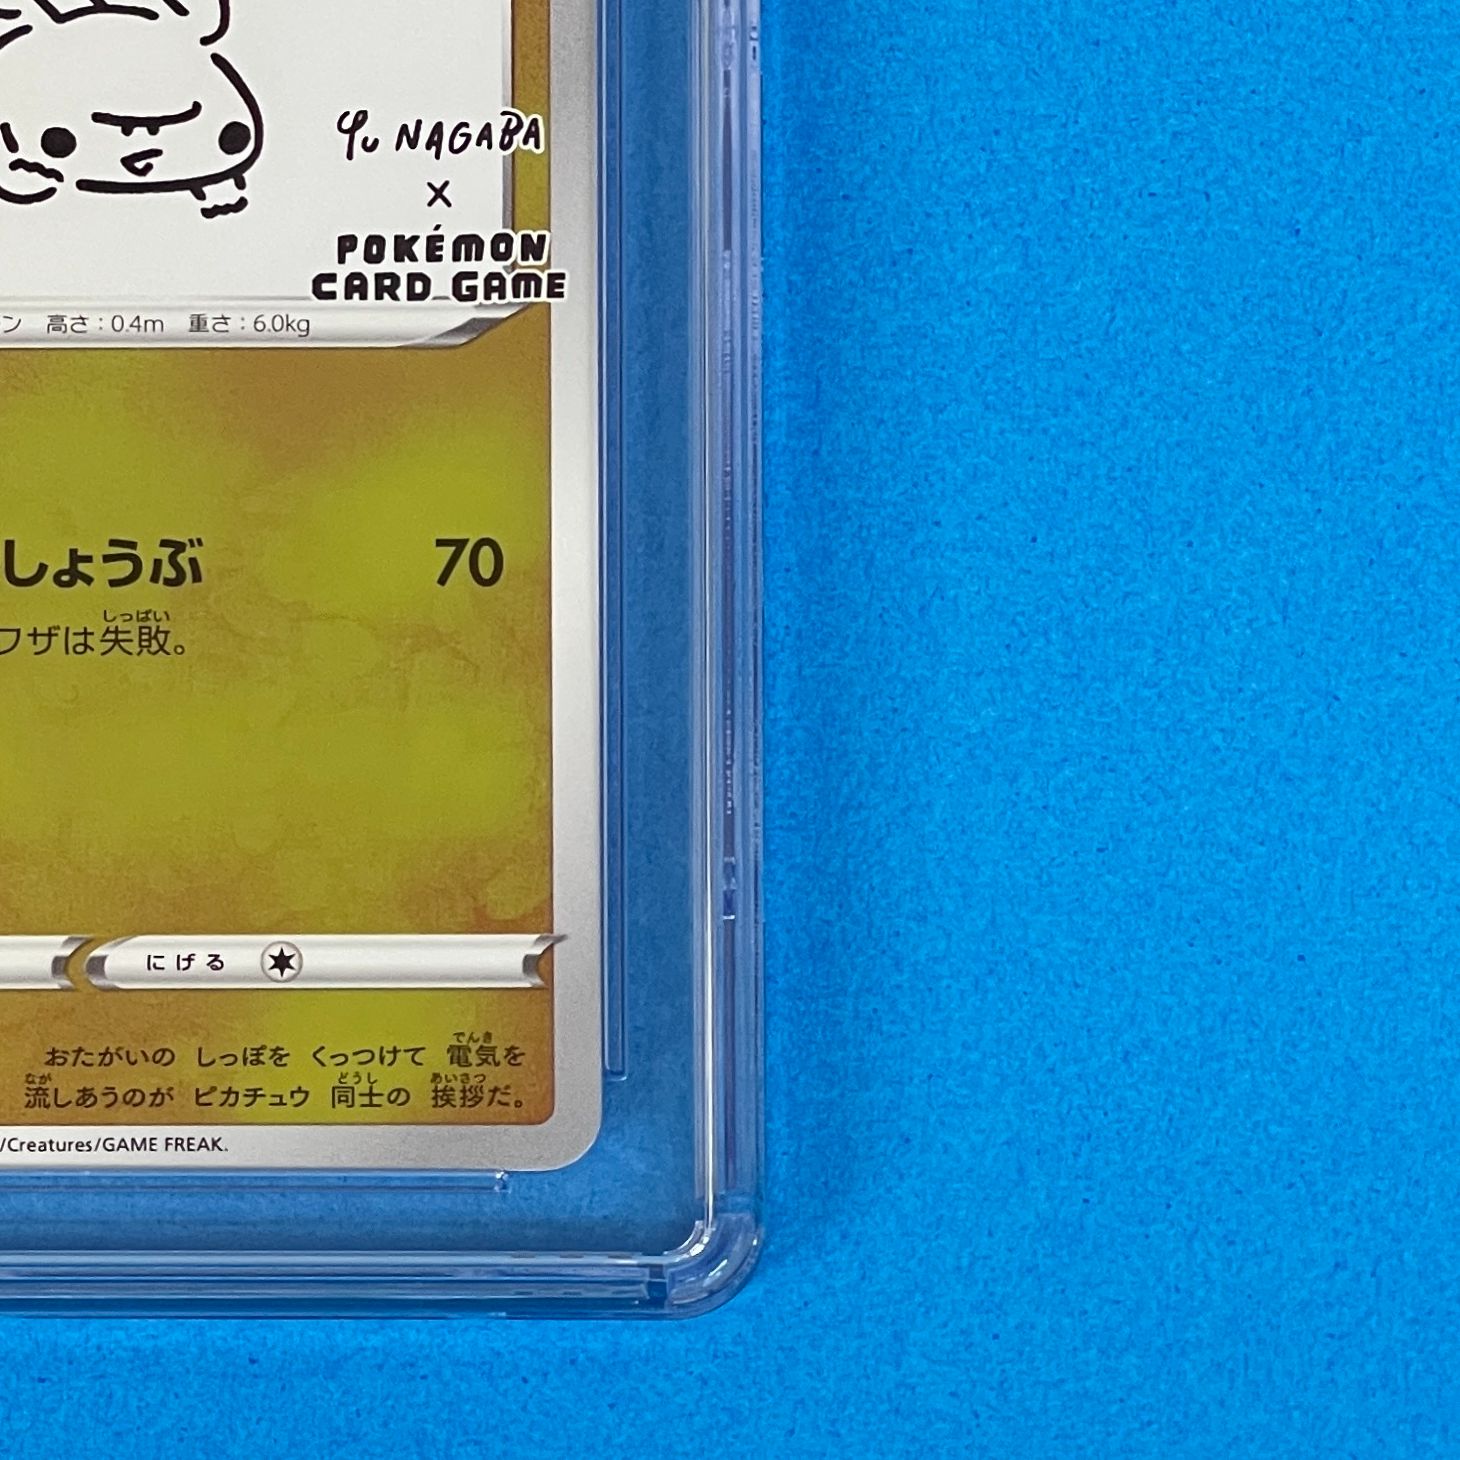 Yu NAGABA
×
POKÉMON
CARD GAME
ン 高さ：0.4m 重さ：6.0kg
しょうぶ 70
しっぱい
ワザは失敗。
にげる
でんき
おたがいの しっぽを くっつけて 電気を
なが どうし あいさつ
流しあうのが ピカチュウ 同士の 挨拶だ。
/Creatures/GAME FREAK.